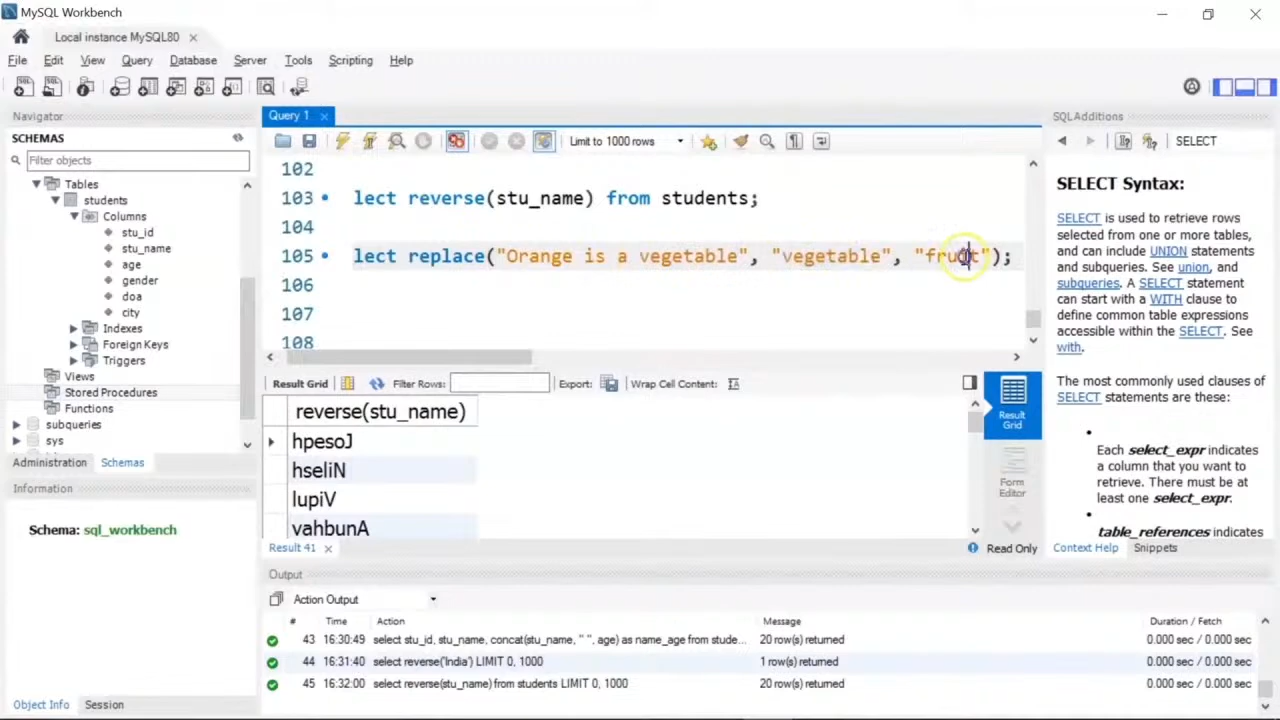 MySQL Workbench
Local instance MySQL80
File Edit View Query Database Server Tools Scripting Help
Navigator
SCHEMAS
Filter objects
Tables
students
Columns
stu_id
stu_name
age
gender
doa
city
Indexes
Foreign Keys
Triggers
Views
Stored Procedures
Functions
subqueries
sys
Administration Schemas
Information
Schema: sql_workbench
Object Info Session
Query 1
Limit to 1000 rows
102
103 lect reverse(stu_name) from students;
104
105 lect replace("Orange is a vegetable", "vegetable", "fruit");
106
107
108
Result Grid Filter Rows: Export: Wrap Cell Content:
reverse(stu_name)
hpesoJ
hseliN
lupiV
vahbunA
Result Grid
Form Editor
Result 41
Read Only
Output
Action Output
# Time Action Message Duration / Fetch
43 16:30:49 select stu_id, stu_name, concat(stu_name, " ", age) as name_age from stude... 20 row(s) returned 0.000 sec / 0.000 sec
44 16:31:40 select reverse('India') LIMIT 0, 1000 1 row(s) returned 0.000 sec / 0.000 sec
45 16:32:00 select reverse(stu_name) from students LIMIT 0, 1000 20 row(s) returned 0.000 sec / 0.000 sec
SQLAdditions
SELECT
SELECT Syntax:
SELECT is used to retrieve rows
selected from one or more tables,
and can include UNION statements
and subqueries. See union, and
subqueries. A SELECT statement
can start with a WITH clause to
define common table expressions
accessible within the SELECT. See
with.
The most commonly used clauses of
SELECT statements are these:
Each select_expr indicates
a column that you want to
retrieve. There must be at
least one select_expr.
table_references indicates
Context Help Snippets